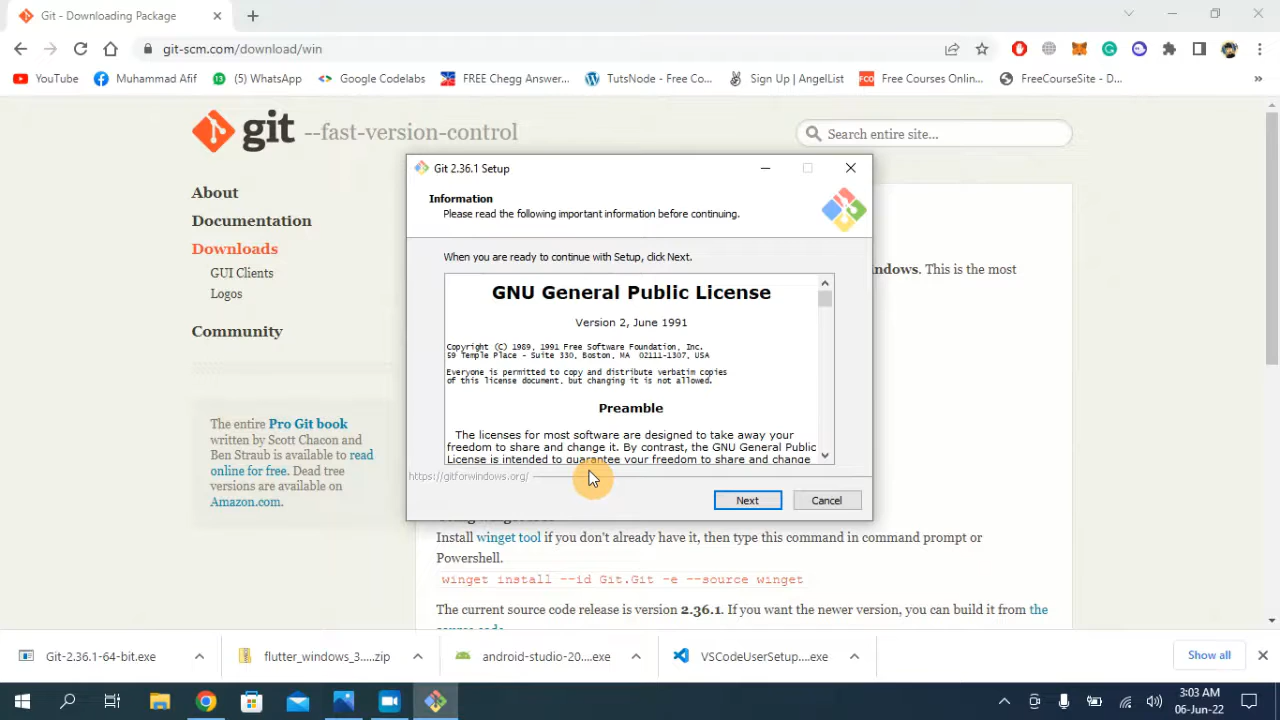 Git - Downloading Package
git-scm.com/download/win
YouTube
Muhammad Afif
(5) WhatsApp
Google Codelabs
FREE Chegg Answer...
TutsNode - Free Co...
Sign Up | AngelList
FCO
Free Courses Onlin...
FreeCourseSite - D...
»
git --fast-version-control
Search entire site...
About
Documentation
Downloads
GUI Clients
Logos
Community
The entire Pro Git book
written by Scott Chacon and
Ben Straub is available to read
online for free. Dead tree
versions are available on
Amazon.com.
ndows. This is the most
Git 2.36.1 Setup
Information
Please read the following important information before continuing.
When you are ready to continue with Setup, click Next.
GNU General Public License
Version 2, June 1991
Copyright (C) 1989, 1991 Free Software Foundation, Inc.
59 Temple Place - Suite 330, Boston, MA 02111-1307, USA
Everyone is permitted to copy and distribute verbatim copies
of this license document, but changing it is not allowed.
Preamble
The licenses for most software are designed to take away your
freedom to share and change it. By contrast, the GNU General Public
License is intended to guarantee your freedom to share and change
https://gitforwindows.org/
Next
Cancel
Install winget tool if you don't already have it, then type this command in command prompt or
Powershell.
winget install --id Git.Git -e --source winget
The current source code release is version 2.36.1. If you want the newer version, you can build it from the
Git-2.36.1-64-bit.exe
flutter_windows_3.....zip
android-studio-20....exe
VSCodeUserSetup....exe
Show all
3:03 AM
06-Jun-22